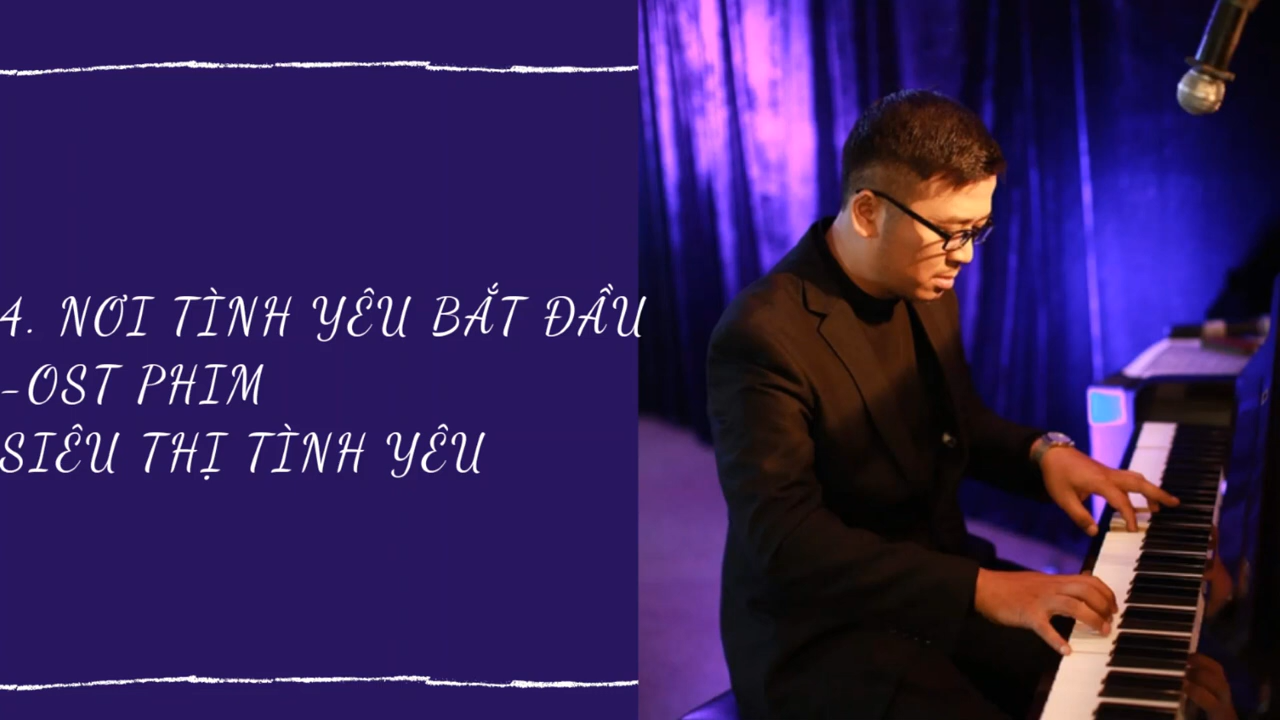 4. NƠI TÌNH YÊU BẮT ĐẦU
-OST PHIM
SIÊU THỊ TÌNH YÊU